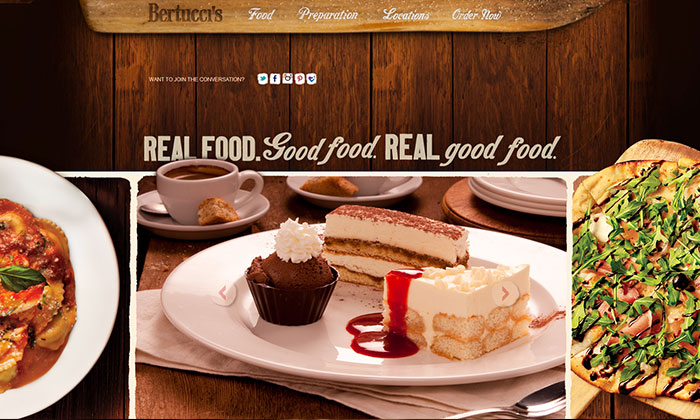 Bertucci's Food Preparation Locations Order Now
WANT TO JOIN THE CONVERSATION?
REAL FOOD. Good food. REAL good food.